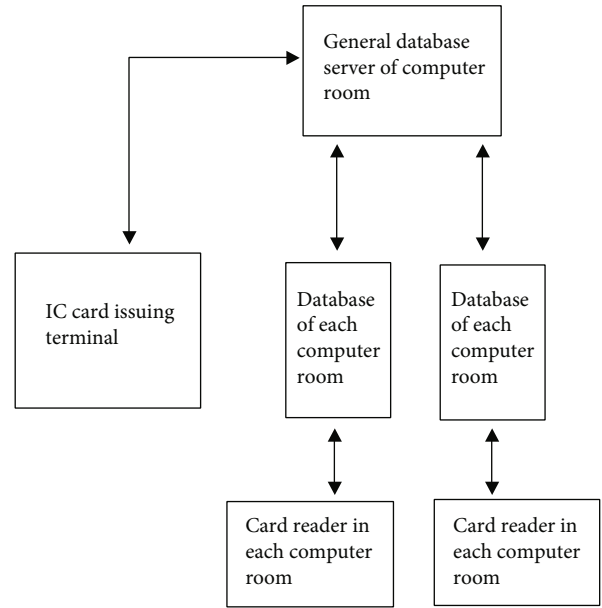 General database
server of computer
room
IC card issuing
terminal
Database
of each
computer
room
Database
of each
computer
room
Card reader in
each computer
room
Card reader in
each computer
room